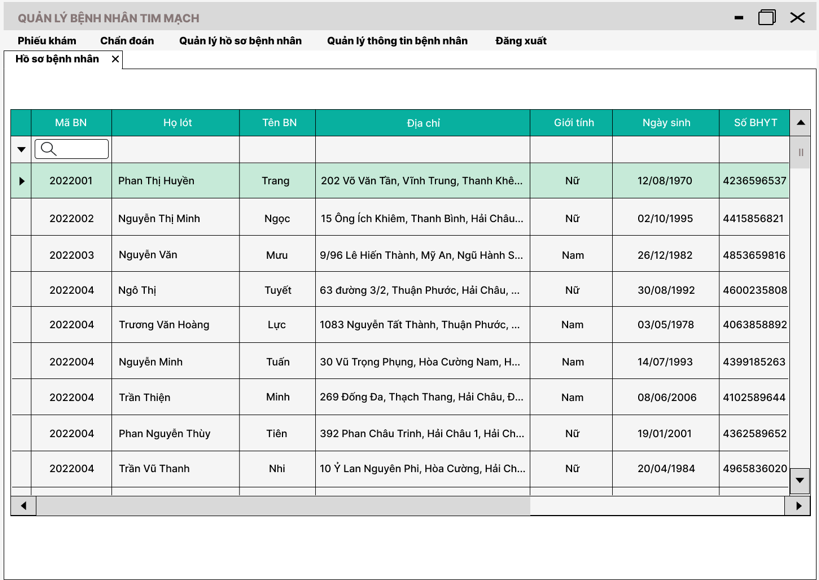 QUẢN LÝ BỆNH NHÂN TIM MẠCH
Phiếu khám Chẩn đoán Quản lý hồ sơ bệnh nhân Quản lý thông tin bệnh nhân Đăng xuất
Hồ sơ bệnh nhân
Mã BN Họ lót Tên BN Địa chỉ Giới tính Ngày sinh Số BHYT
2022001 Phan Thị Huyền Trang 202 Võ Văn Tần, Vĩnh Trung, Thanh Khê... Nữ 12/08/1970 4236596537
2022002 Nguyễn Thị Minh Ngọc 15 Ông Ích Khiêm, Thanh Bình, Hải Châu... Nữ 02/10/1995 4415856821
2022003 Nguyễn Văn Mưu 9/96 Lê Hiến Thành, Mỹ An, Ngũ Hành S... Nam 26/12/1982 4853659816
2022004 Ngô Thị Tuyết 63 đường 3/2, Thuận Phước, Hải Châu, ... Nữ 30/08/1992 4600235808
2022004 Trương Văn Hoàng Lực 1083 Nguyễn Tất Thành, Thuận Phước, ... Nam 03/05/1978 4063858892
2022004 Nguyễn Minh Tuấn 30 Vũ Trọng Phụng, Hòa Cường Nam, H... Nam 14/07/1993 4399185263
2022004 Trần Thiện Minh 269 Đống Đa, Thạch Thang, Hải Châu, Đ... Nam 08/06/2006 4102589644
2022004 Phan Nguyễn Thùy Tiên 392 Phan Châu Trinh, Hải Châu 1, Hải Ch... Nữ 19/01/2001 4362589652
2022004 Trần Vũ Thanh Nhi 10 Ỷ Lan Nguyên Phi, Hòa Cường, Hải Ch... Nữ 20/04/1984 4965836020